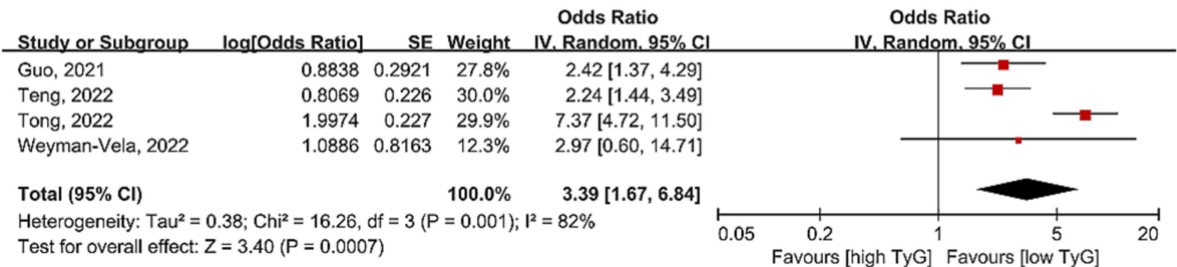 Odds Ratio Odds Ratio
Study or Subgroup log[Odds Ratio] SE Weight IV, Random, 95% CI IV, Random, 95% CI
Guo, 2021 0.8838 0.2921 27.8% 2.42 [1.37, 4.29]
Teng, 2022 0.8069 0.226 30.0% 2.24 [1.44, 3.49]
Tong, 2022 1.9974 0.227 29.9% 7.37 [4.72, 11.50]
Weyman-Vela, 2022 1.0886 0.8163 12.3% 2.97 [0.60, 14.71]
Total (95% CI) 100.0% 3.39 [1.67, 6.84]
Heterogeneity: Tau² = 0.38; Chi² = 16.26, df = 3 (P = 0.001); I² = 82%
Test for overall effect: Z = 3.40 (P = 0.0007)
0.05 0.2 1 5 20
Favours [high TyG] Favours [low TyG]